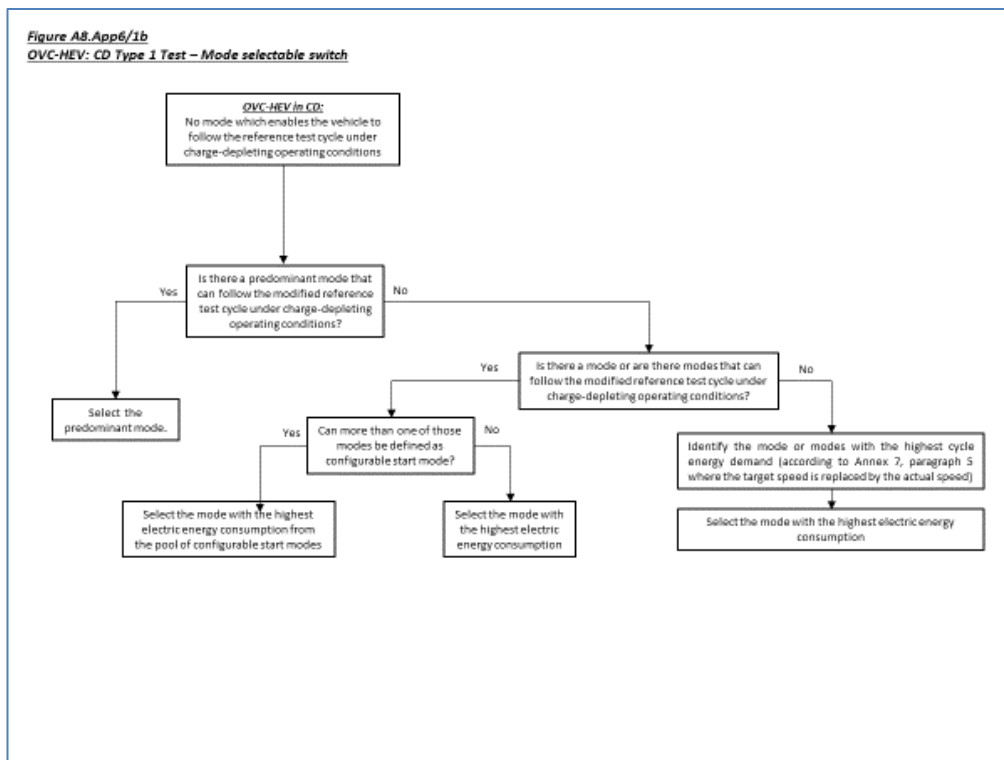 Figure A8.App6/1b
OVC-HEV: CD Type 1 Test – Mode selectable switch
OVC-HEV in CD:
No mode which enables the vehicle to
follow the reference test cycle under
charge-depleting operating conditions
Is there a predominant mode that
can follow the modified reference
test cycle under charge-depleting
operating conditions?
Yes
No
Is there a mode or are there modes that can
follow the modified reference test cycle under
charge-depleting operating conditions?
Yes
No
Select the
predominant mode.
Can more than one of those
modes be defined as
configurable start mode?
Yes
No
Identify the mode or modes with the highest cycle
energy demand (according to Annex 7, paragraph 5
where the target speed is replaced by the actual speed)
Select the mode with the highest
electric energy consumption from
the pool of configurable start modes
Select the mode with
the highest electric
energy consumption
Select the mode with the highest electric energy
consumption